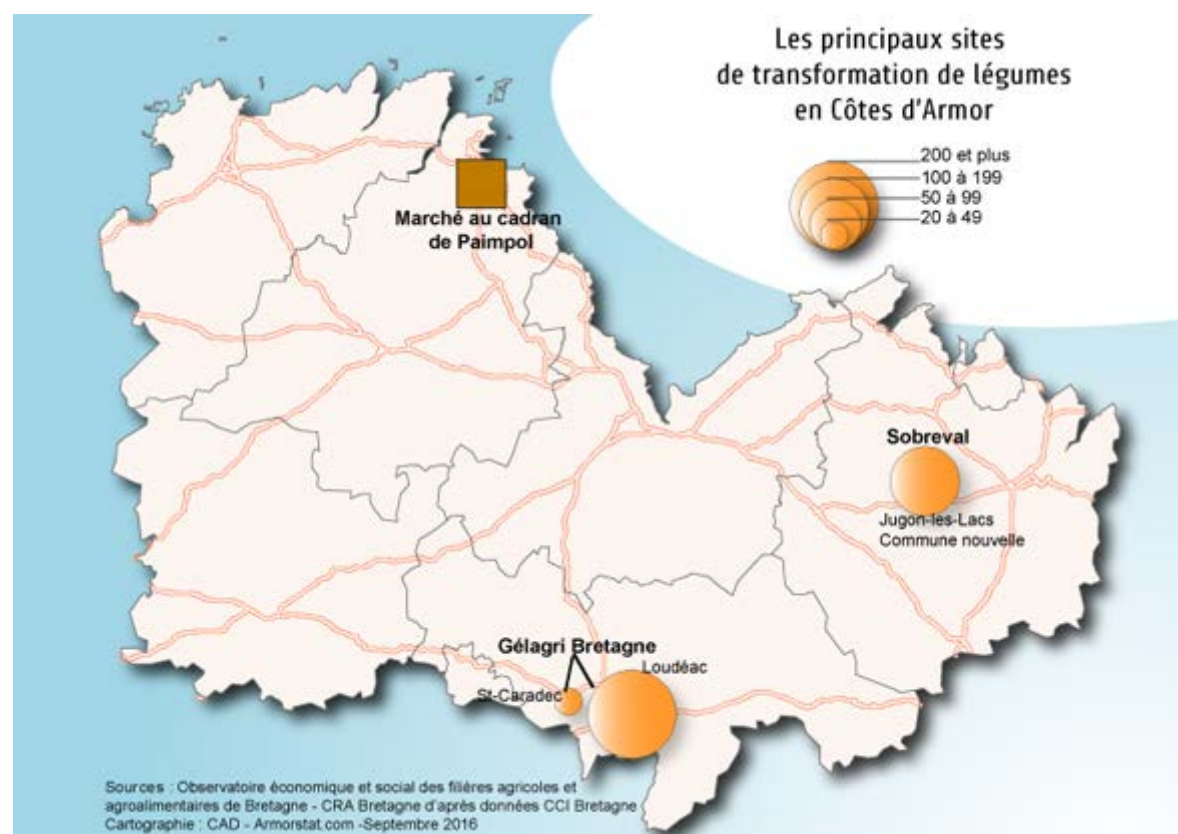 Les principaux sites
de transformation de légumes
en Côtes d'Armor
200 et plus
100 à 199
50 à 99
20 à 49
Marché au cadran
de Paimpol
Sobreval
Jugon-les-Lacs
Commune nouvelle
Gélagri Bretagne
Loudéac
St-Caradec
Sources : Observatoire économique et social des filières agricoles et
agroalimentaires de Bretagne - CRA Bretagne d'après données CCI Bretagne
Cartographie : CAD - Armorstat.com -Septembre 2016